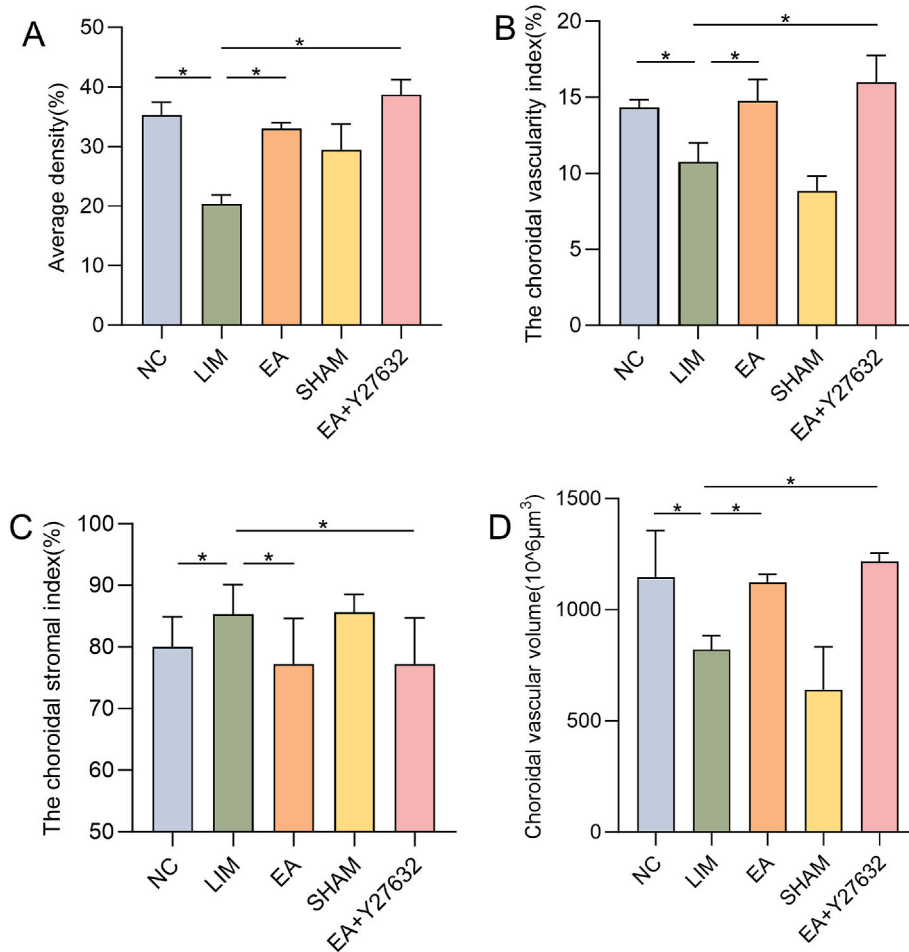 A
Average density(%)
50
40
30
20
10
0
* * *
NC LIM EA SHAM EA+Y27632
B
The choroidal vascularity index(%)
20
15
10
5
0
* * *
NC LIM EA SHAM EA+Y27632
C
The choroidal stromal index(%)
100
90
80
70
60
50
* * *
NC LIM EA SHAM EA+Y27632
D
Choroidal vascular volume(10^6μm³)
1500
1000
500
0
* * *
NC LIM EA SHAM EA+Y27632